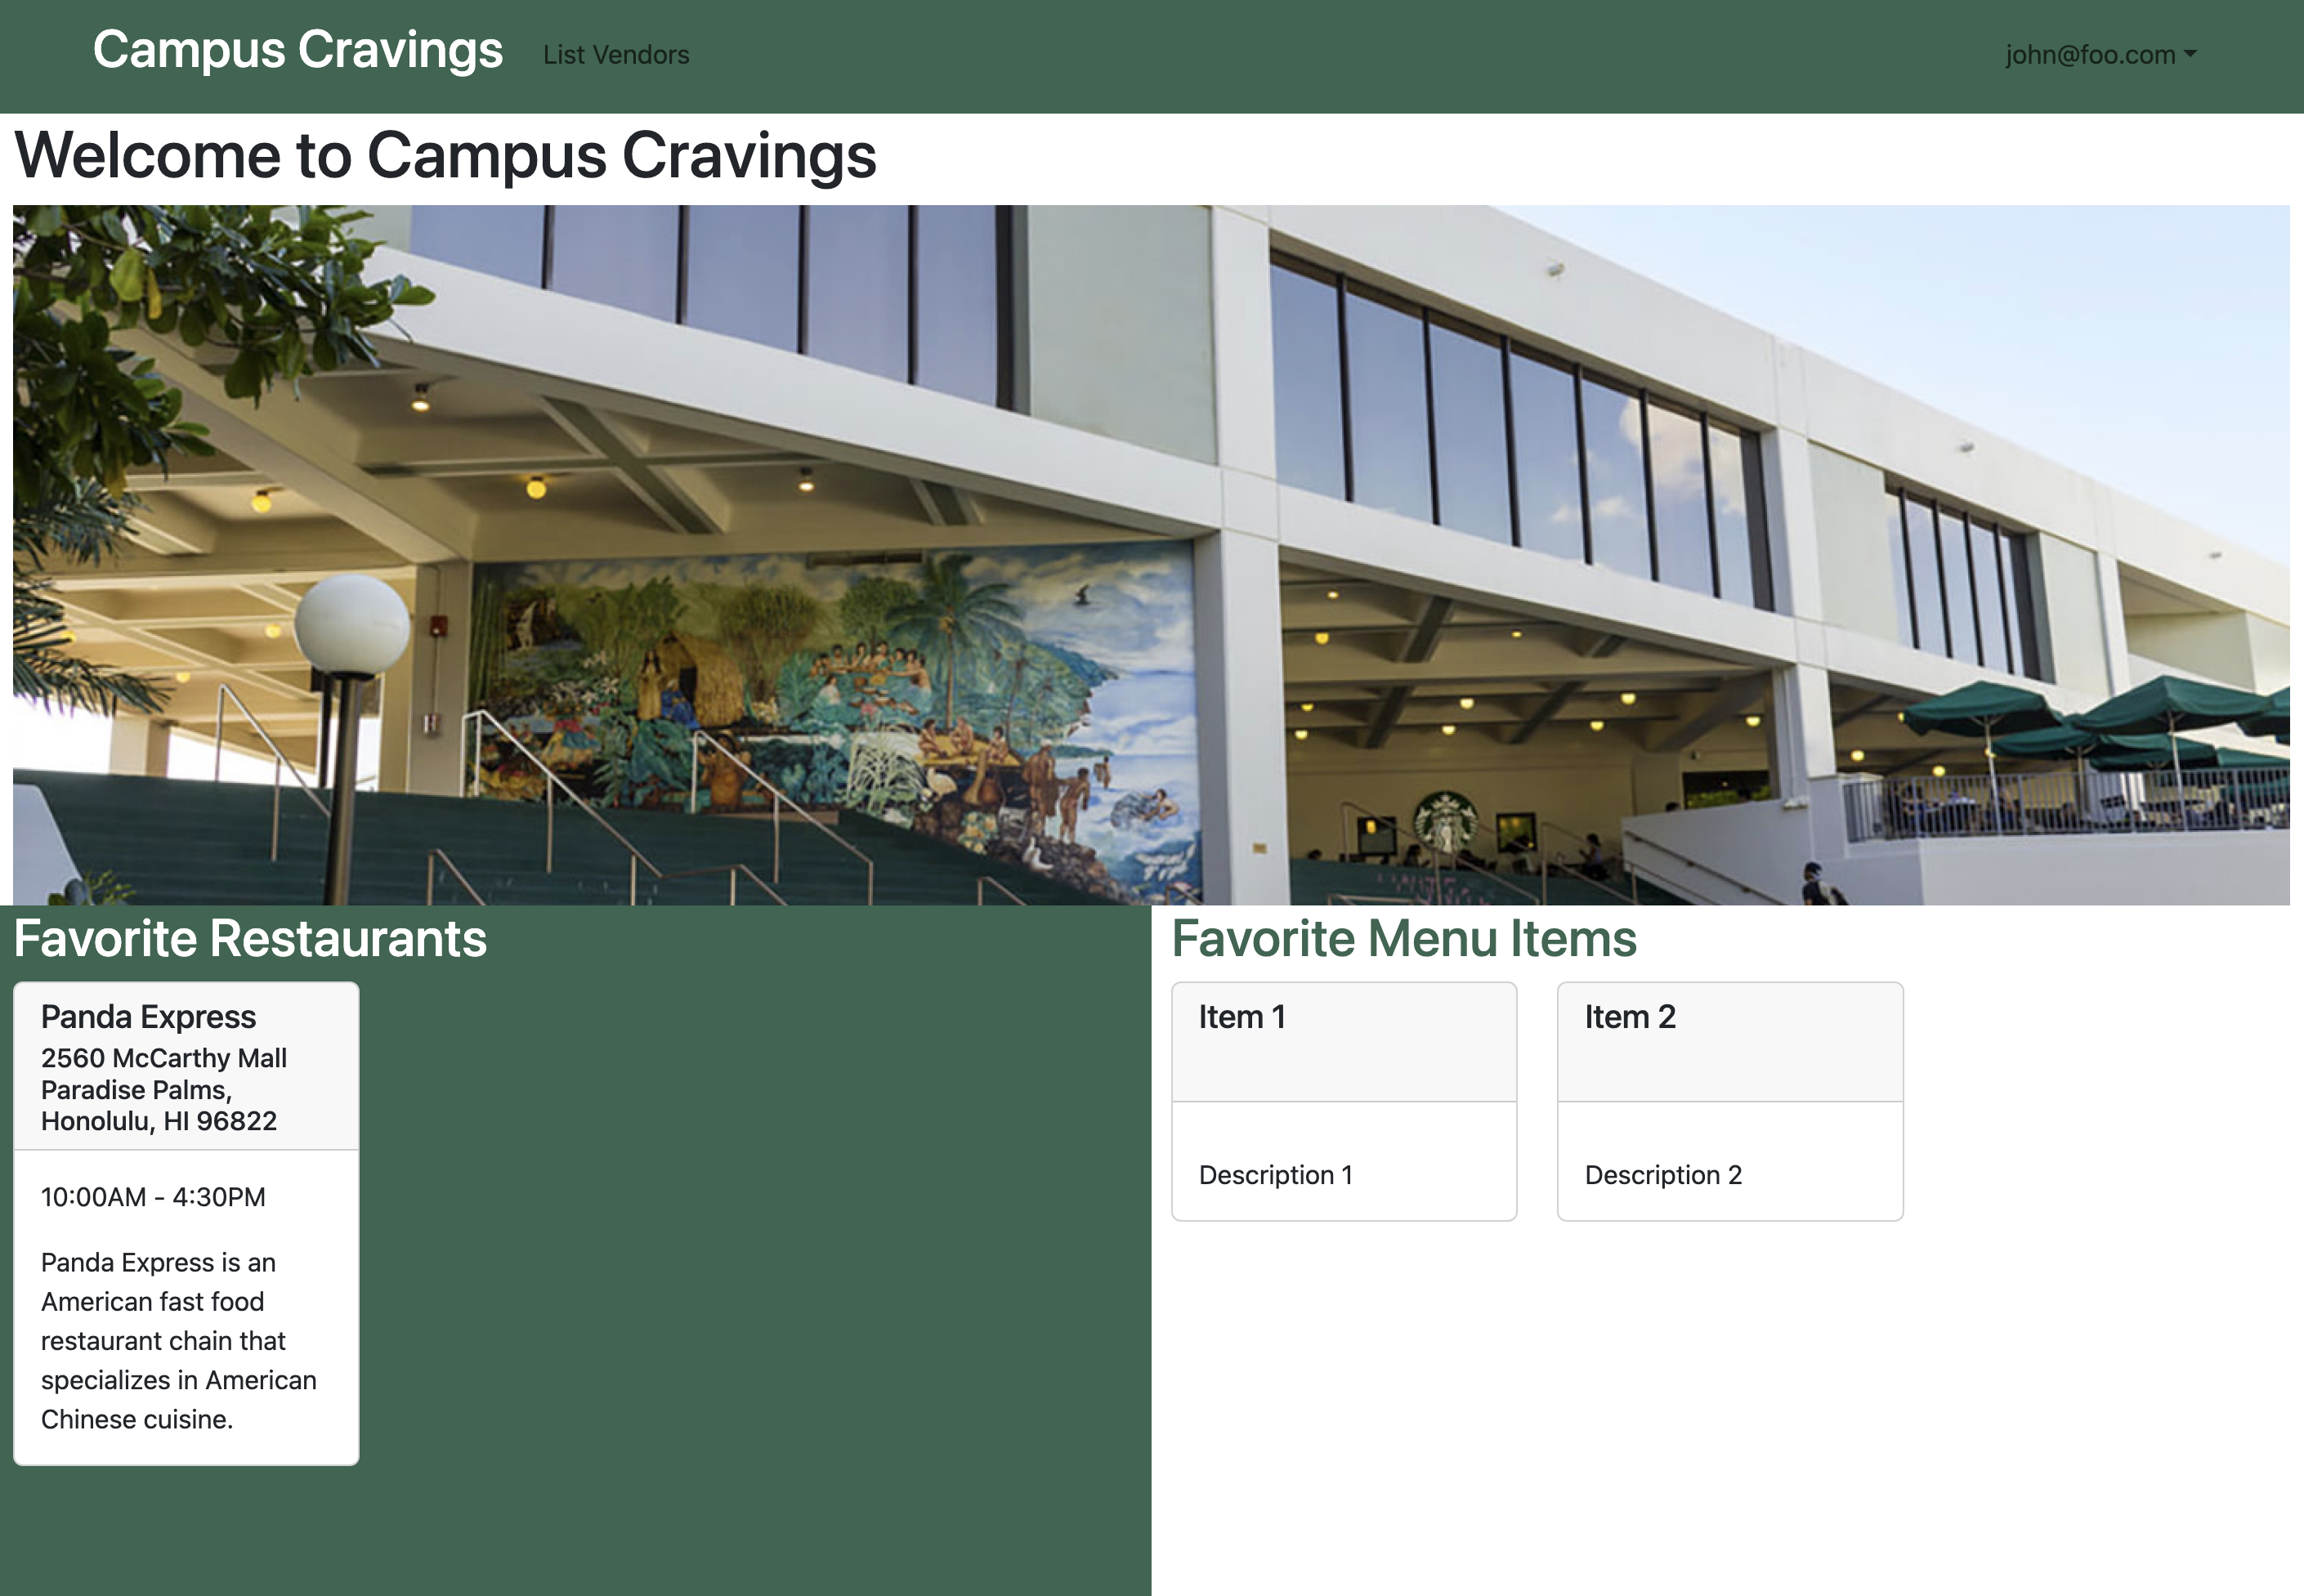 Campus Cravings
List Vendors
john@foo.com
Welcome to Campus Cravings
Favorite Restaurants
Panda Express
2560 McCarthy Mall
Paradise Palms,
Honolulu, HI 96822
10:00AM - 4:30PM
Panda Express is an
American fast food
restaurant chain that
specializes in American
Chinese cuisine.
Favorite Menu Items
Item 1
Description 1
Item 2
Description 2